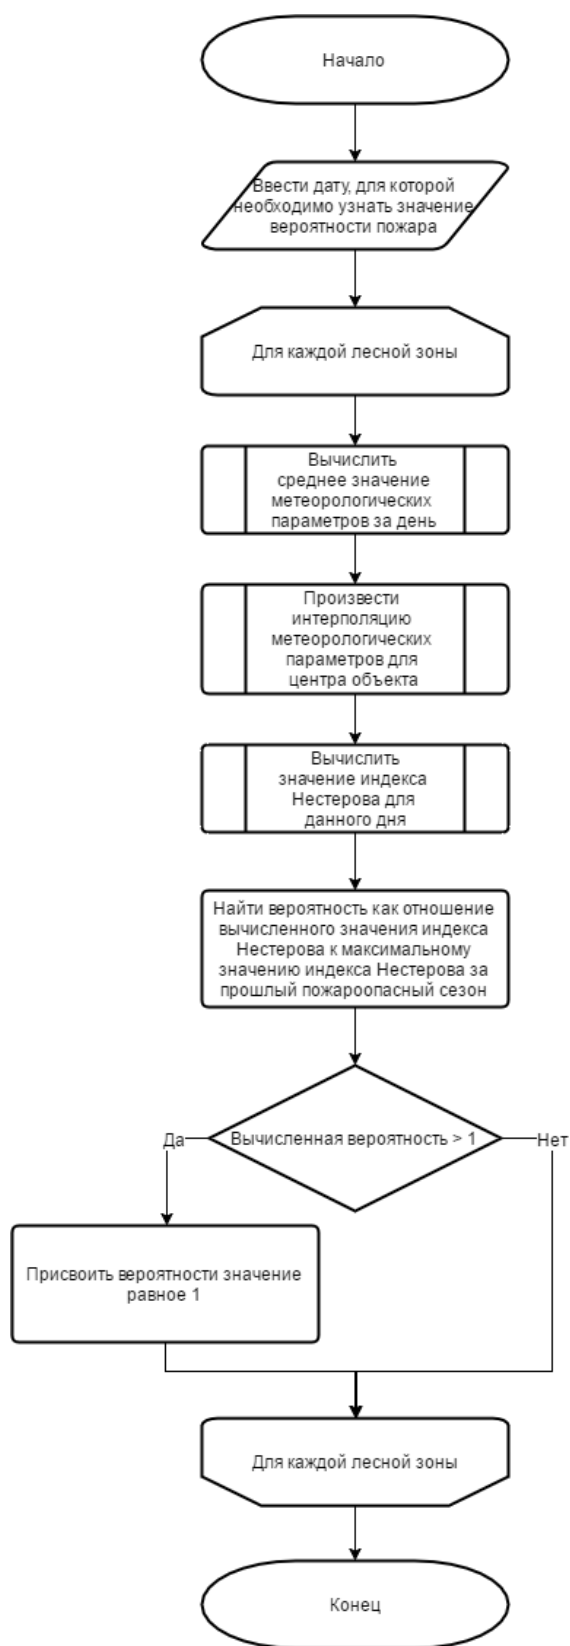 Начало
Ввести дату, для которой
необходимо узнать значение
вероятности пожара
Для каждой лесной зоны
Вычислить
среднее значение
метеорологических
параметров за день
Произвести
интерполяцию
метеорологических
параметров для
центра объекта
Вычислить
значение индекса
Нестерова для
данного дня
Найти вероятность как отношение
вычисленного значения индекса
Нестерова к максимальному
значению индекса Нестерова за
прошлый пожароопасный сезон
Вычисленная вероятность > 1
Да
Нет
Присвоить вероятности значение
равное 1
Для каждой лесной зоны
Конец